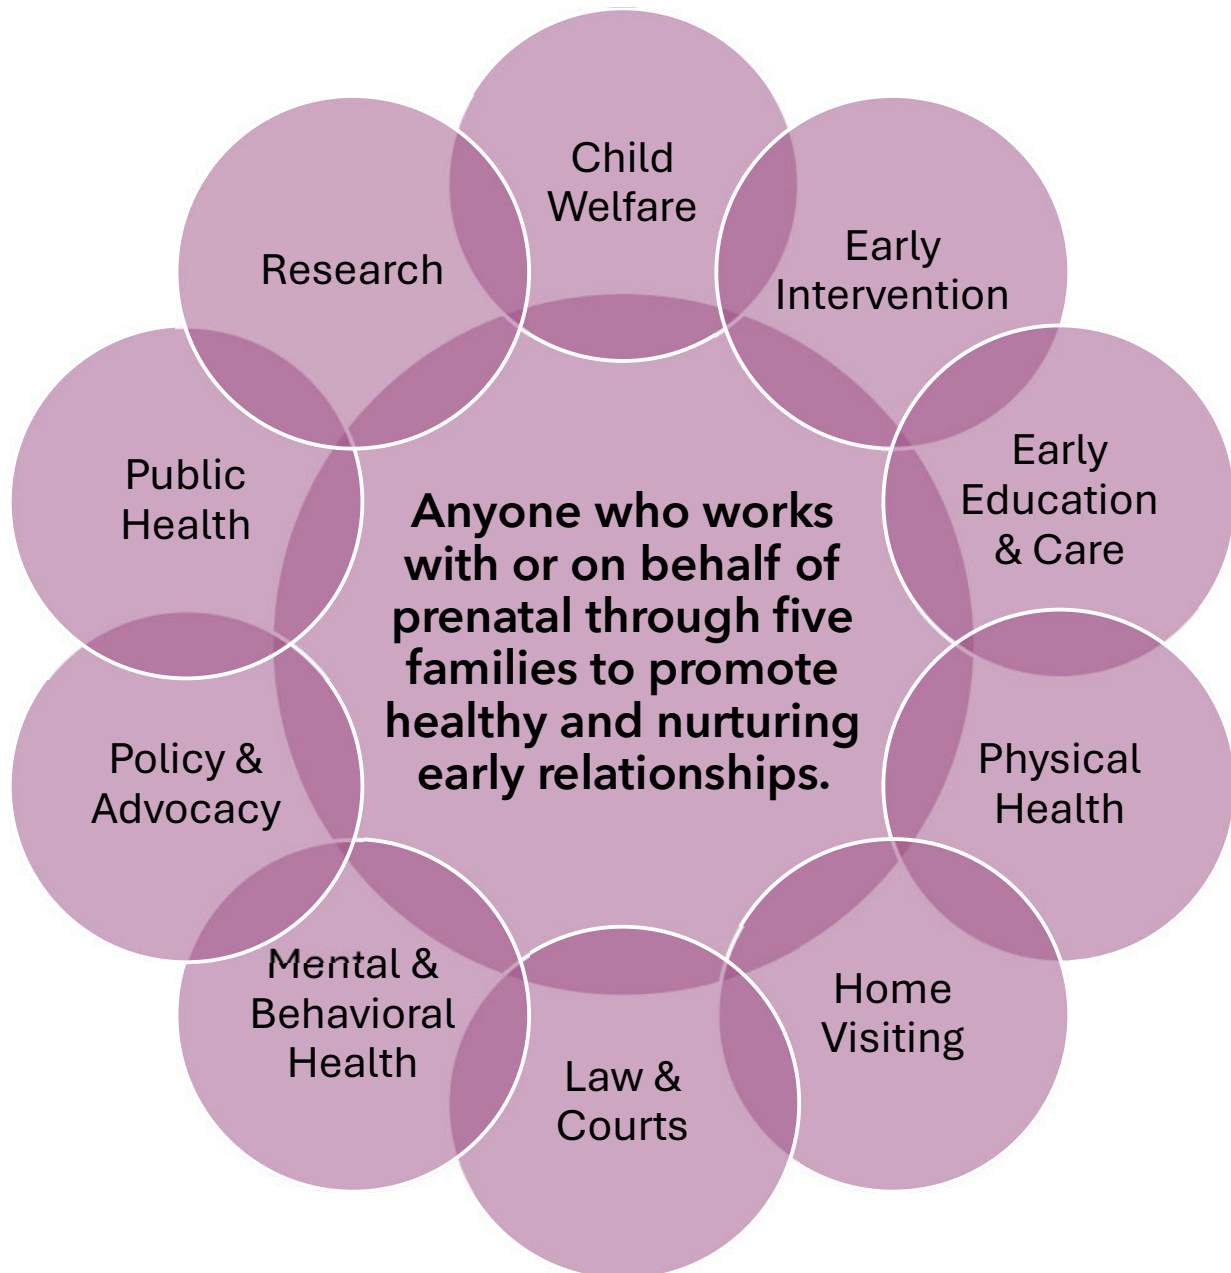 Child
Welfare
Early
Intervention
Early
Education
& Care
Physical
Health
Home
Visiting
Law &
Courts
Mental &
Behavioral
Health
Policy &
Advocacy
Public
Health
Research
Anyone who works
with or on behalf of
prenatal through five
families to promote
healthy and nurturing
early relationships.